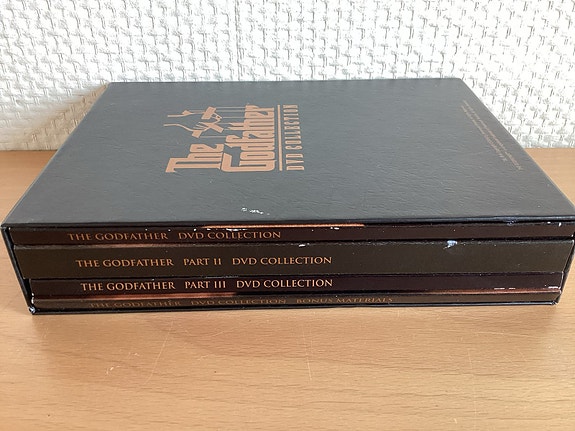 The
Godfather
DVD COLLECTION
THE GODFATHER DVD COLLECTION
THE GODFATHER PART II DVD COLLECTION
THE GODFATHER PART III DVD COLLECTION
THE GODFATHER DVD COLLECTION BONUS MATERIALS